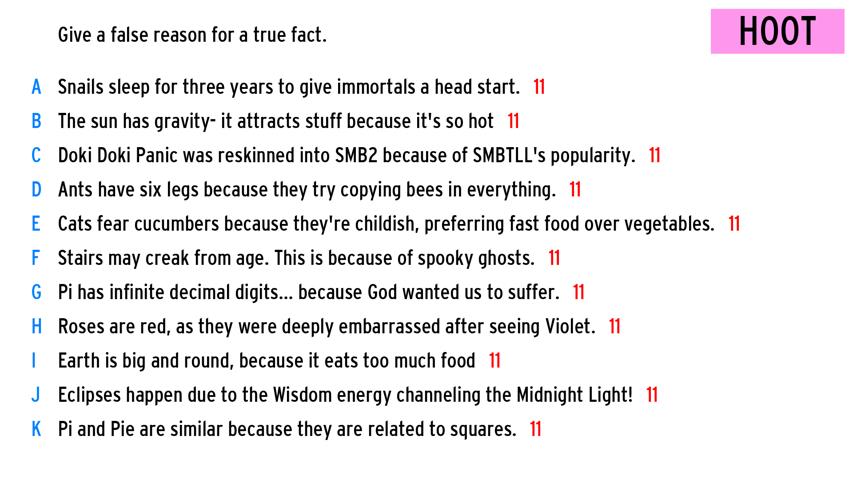 Give a false reason for a true fact.
HOOT
A Snails sleep for three years to give immortals a head start. 11
B The sun has gravity- it attracts stuff because it's so hot 11
C Doki Doki Panic was reskinned into SMB2 because of SMBTLL's popularity. 11
D Ants have six legs because they try copying bees in everything. 11
E Cats fear cucumbers because they're childish, preferring fast food over vegetables. 11
F Stairs may creak from age. This is because of spooky ghosts. 11
G Pi has infinite decimal digits... because God wanted us to suffer. 11
H Roses are red, as they were deeply embarrassed after seeing Violet. 11
I Earth is big and round, because it eats too much food 11
J Eclipses happen due to the Wisdom energy channeling the Midnight Light! 11
K Pi and Pie are similar because they are related to squares. 11